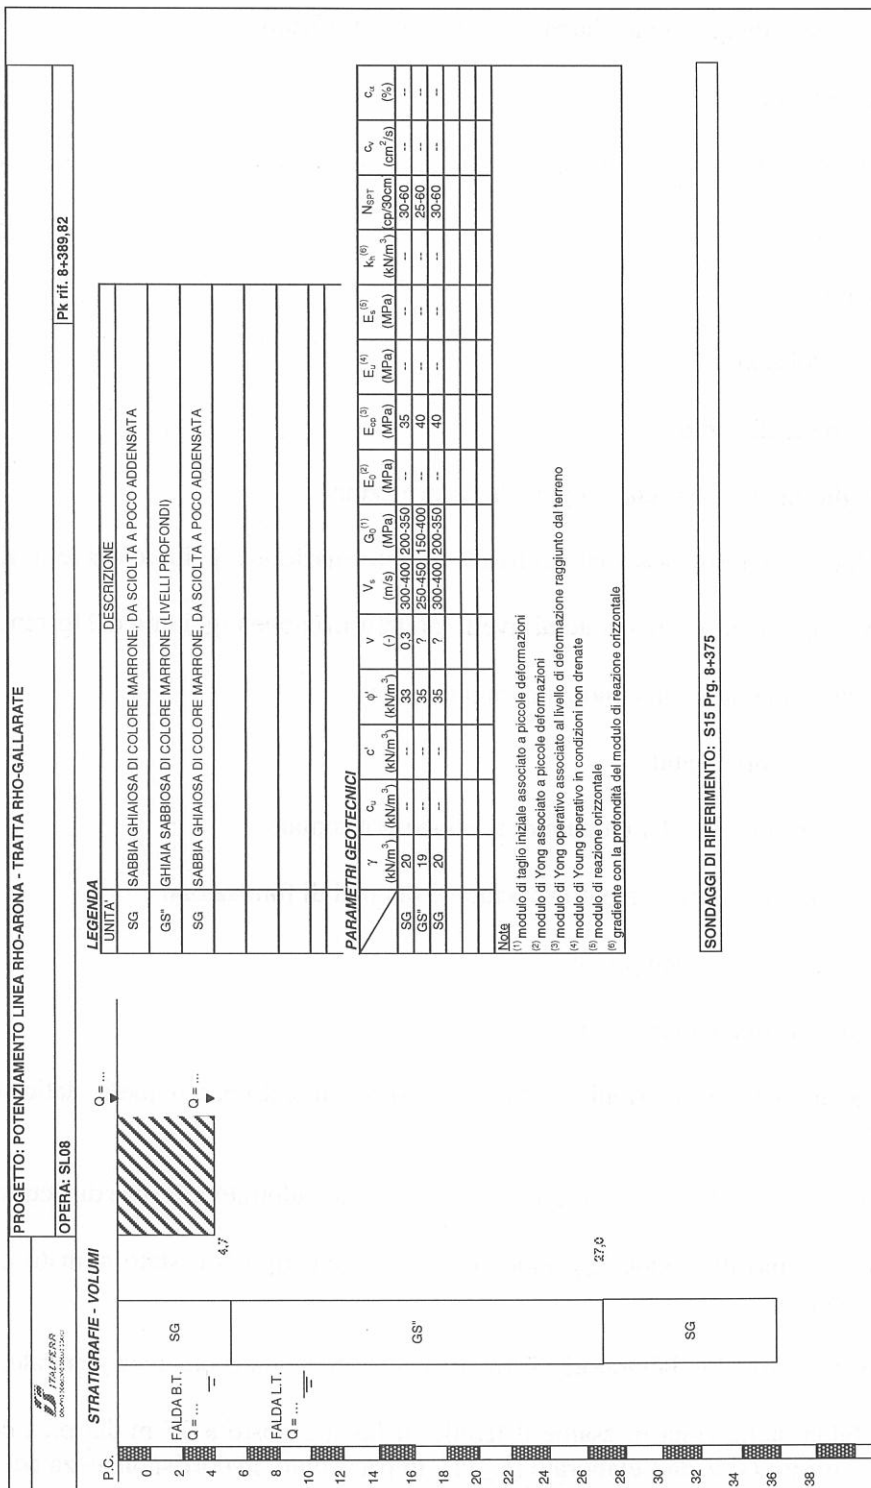 ITALFERR
PROGETTO: POTENZIAMENTO LINEA RHO-ARONA - TRATTA RHO-GALLARATE
OPERA: SL08
Pk rif. 8+389,82
STRATIGRAFIE - VOLUMI
P.C.
0
2
4
6
8
10
12
14
16
18
20
22
24
26
28
30
32
34
36
38
FALDA B.T.
Q = ...
FALDA L.T.
Q = ...
SG
GS"
SG
4,7
27,0
Q = ...
Q = ...
LEGENDA
UNITA' DESCRIZIONE
SG SABBIA GHIAIOSA DI COLORE MARRONE, DA SCIOLTA A POCO ADDENSATA
GS" GHIAIA SABBIOSA DI COLORE MARRONE (LIVELLI PROFONDI)
SG SABBIA GHIAIOSA DI COLORE MARRONE, DA SCIOLTA A POCO ADDENSATA
PARAMETRI GEOTECNICI
γ cu c' φ' ν Vs G0(1) E0(2) Eop(3) Eu(4) Es(5) kh(6) NSPT cv cα
(kN/m³) (kN/m³) (kN/m³) (kN/m³) (-) (m/s) (MPa) (MPa) (MPa) (MPa) (MPa) (kN/m³) (cp/30cm) (cm²/s) (%)
SG 20 -- -- 33 0,3 300-400 200-350 -- 35 -- -- -- 30-60 -- --
GS" 19 -- -- 35 ? 250-450 150-400 -- 40 -- -- -- 25-60 -- --
SG 20 -- -- 35 ? 300-400 200-350 -- 40 -- -- -- 30-60 -- --
Note
(1) modulo di taglio iniziale associato a piccole deformazioni
(2) modulo di Yong associato a piccole deformazioni
(3) modulo di Yong operativo associato al livello di deformazione raggiunto dal terreno
(4) modulo di Young operativo in condizioni non drenate
(5) modulo di reazione orizzontale
(6) gradiente con la profondità del modulo di reazione orizzontale
SONDAGGI DI RIFERIMENTO: S15 Prg. 8+375